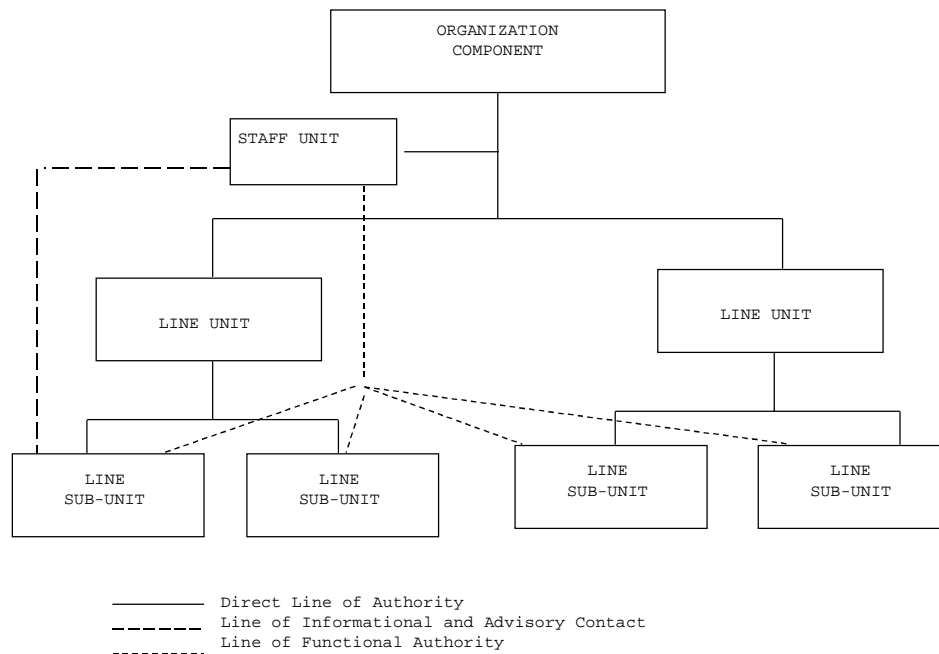 ORGANIZATION
COMPONENT
STAFF UNIT
LINE UNIT
LINE UNIT
LINE
SUB-UNIT
LINE
SUB-UNIT
LINE
SUB-UNIT
LINE
SUB-UNIT
Direct Line of Authority
Line of Informational and Advisory Contact
Line of Functional Authority